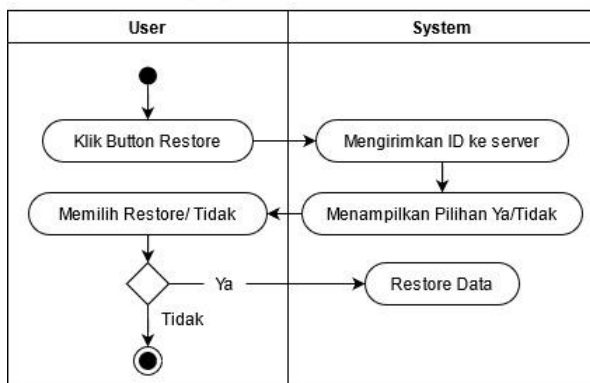 User
System
Klik Button Restore
Mengirimkan ID ke server
Memilih Restore/ Tidak
Menampilkan Pilihan Ya/Tidak
Ya
Restore Data
Tidak